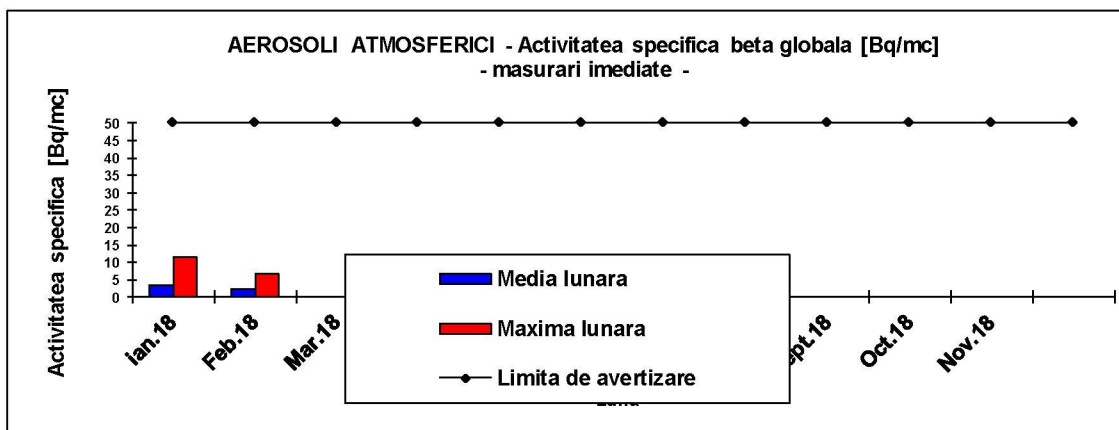 AEROSOLI ATMOSFERICI - Activitatea specifica beta globala [Bq/mc]
- masurari imediate -
Activitatea specifica [Bq/mc]
50
45
40
35
30
25
20
15
10
5
0
ian.18
Feb.18
Mar.18
Oct.18
Nov.18
Media lunara
Maxima lunara
Limita de avertizare